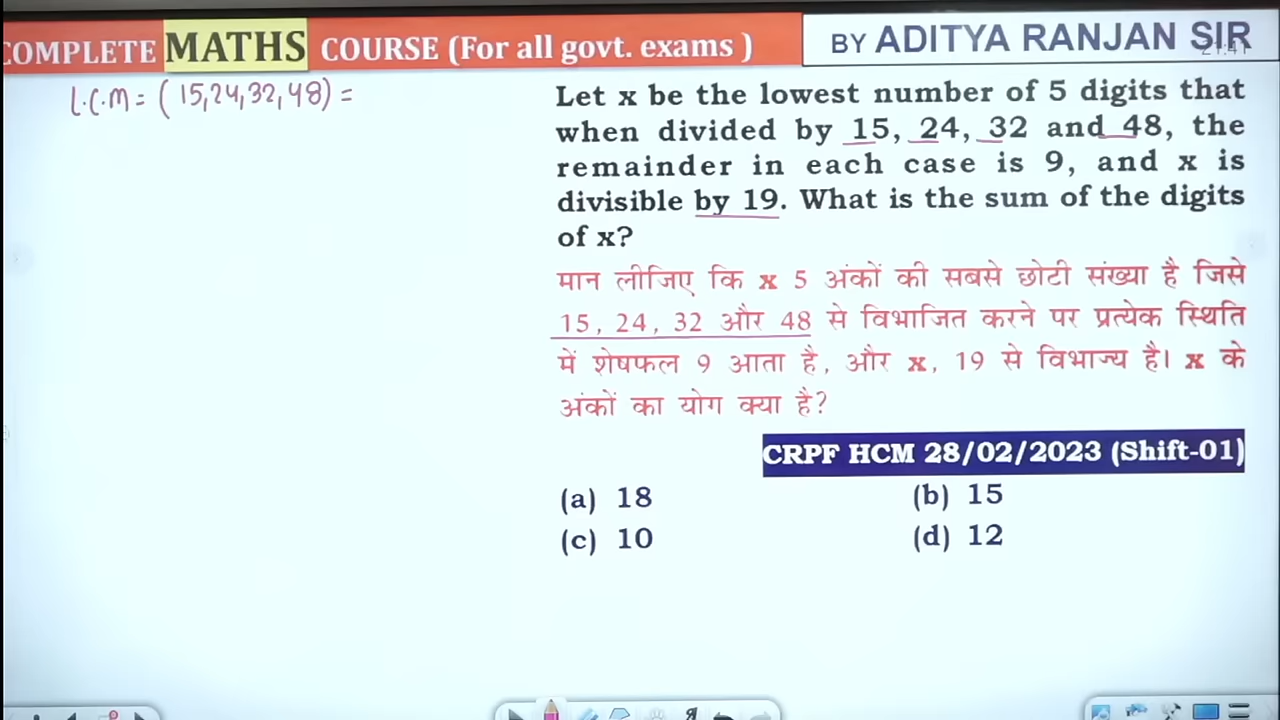 COMPLETE MATHS COURSE (For all govt. exams )
BY ADITYA RANJAN SIR
L.C.M = ( 15,24,32,48) =
Let x be the lowest number of 5 digits that
when divided by 15, 24, 32 and 48, the
remainder in each case is 9, and x is
divisible by 19. What is the sum of the digits
of x?
मान लीजिए कि x 5 अंकों की सबसे छोटी संख्या है जिसे
15, 24, 32 और 48 से विभाजित करने पर प्रत्येक स्थिति
में शेषफल 9 आता है, और x, 19 से विभाज्य है। x के
अंकों का योग क्या है?
CRPF HCM 28/02/2023 (Shift-01)
(a) 18 (b) 15
(c) 10 (d) 12